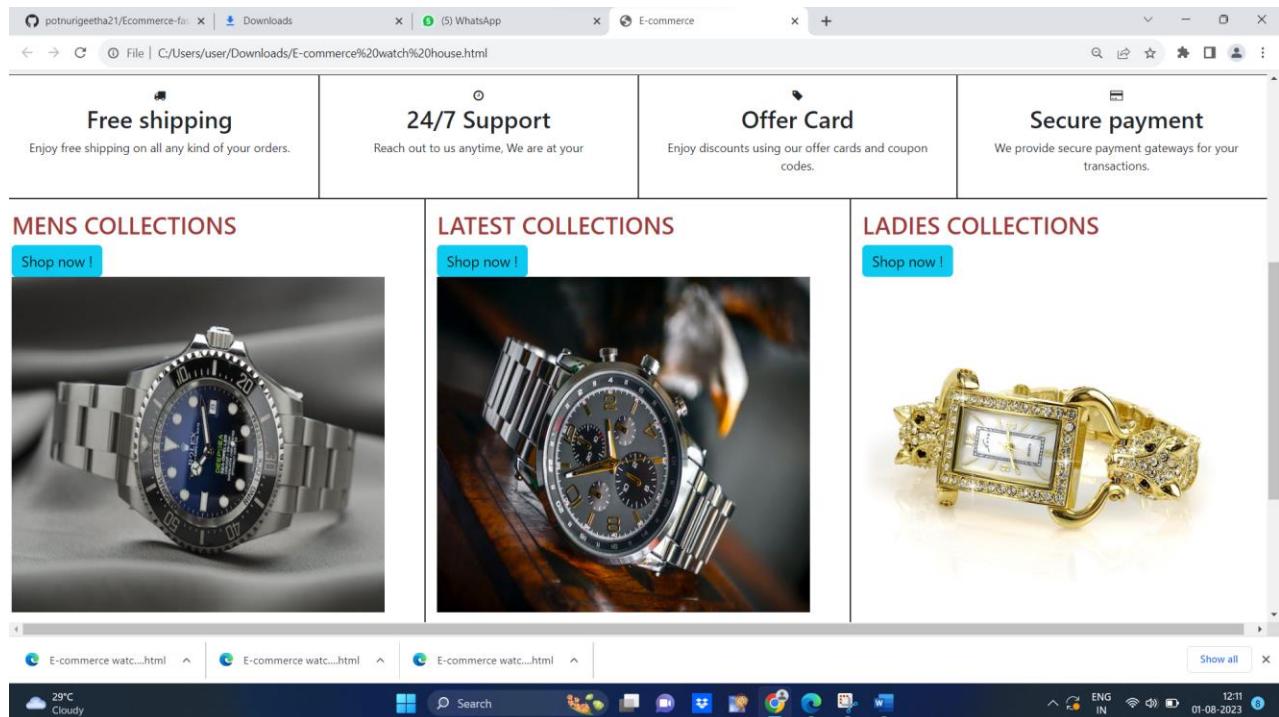 potnurigeetha21/Ecommerce-fas
Downloads
(5) WhatsApp
E-commerce
File | C:/Users/user/Downloads/E-commerce%20watch%20house.html
Free shipping
Enjoy free shipping on all any kind of your orders.
24/7 Support
Reach out to us anytime, We are at your
Offer Card
Enjoy discounts using our offer cards and coupon
codes.
Secure payment
We provide secure payment gateways for your
transactions.
MENS COLLECTIONS
Shop now !
LATEST COLLECTIONS
Shop now !
LADIES COLLECTIONS
Shop now !
E-commerce watc....html
E-commerce watc....html
E-commerce watc....html
Show all
29°C
Cloudy
Search
ENG
IN
12:11
01-08-2023
8